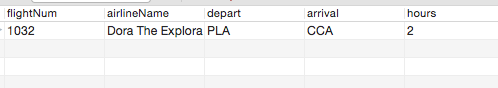 flightNum airlineName depart arrival hours
1032 Dora The Explora PLA CCA 2